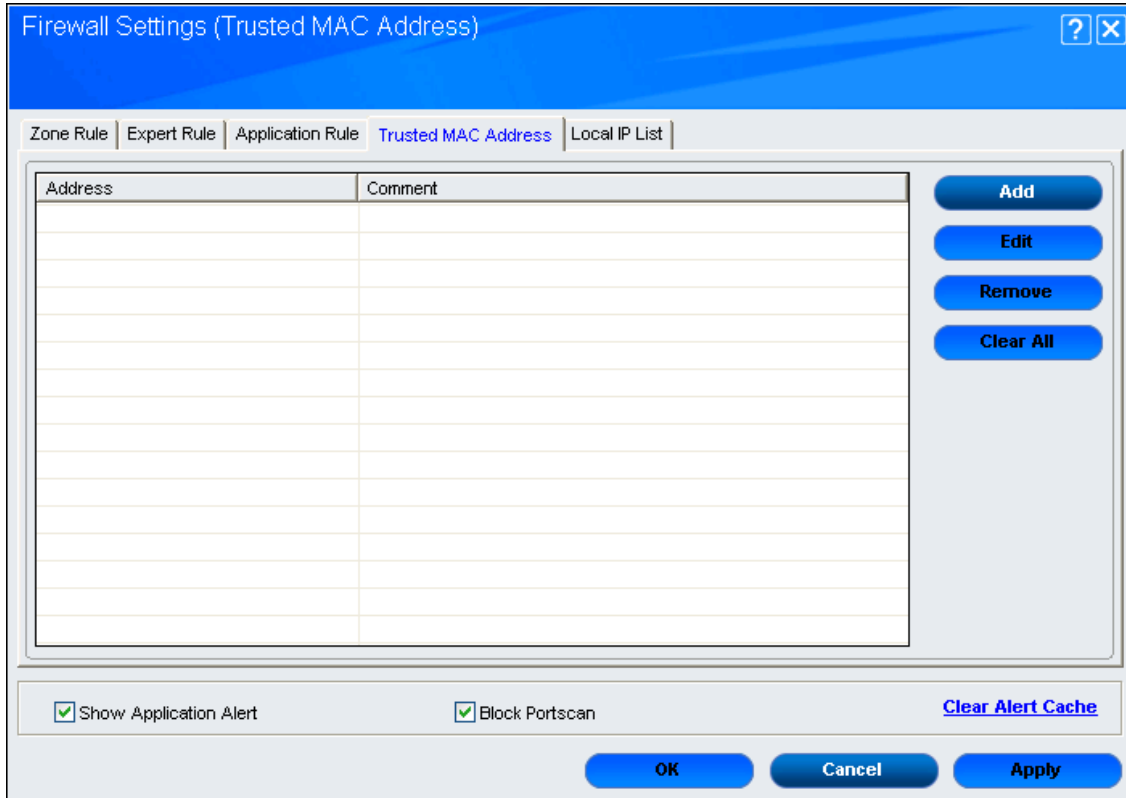 Firewall Settings (Trusted MAC Address)
?
Zone Rule Expert Rule Application Rule Trusted MAC Address Local IP List
Address Comment
Add
Edit
Remove
Clear All
Show Application Alert Block Portscan Clear Alert Cache
OK Cancel Apply